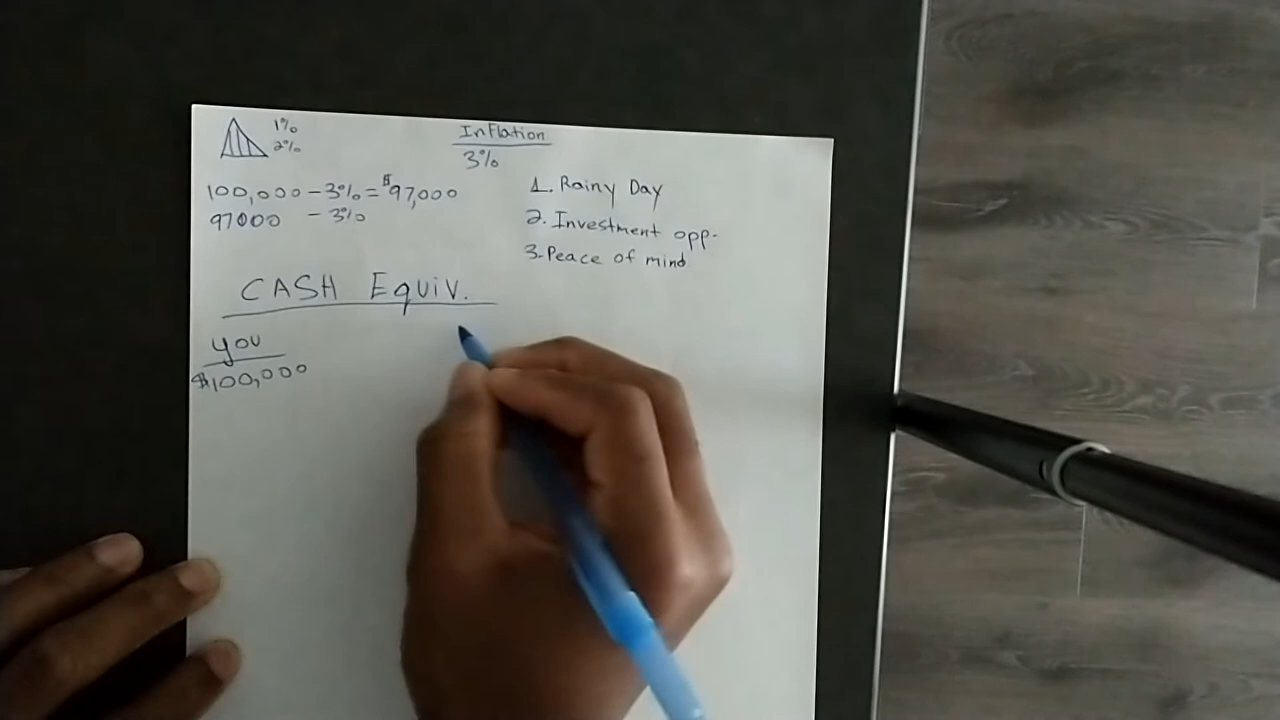 1%
2%
Inflation
3%
100,000 - 3% = $97,000
97000 - 3%
1. Rainy Day
2. Investment opp.
3. Peace of mind
CASH Equiv.
you
$100,000